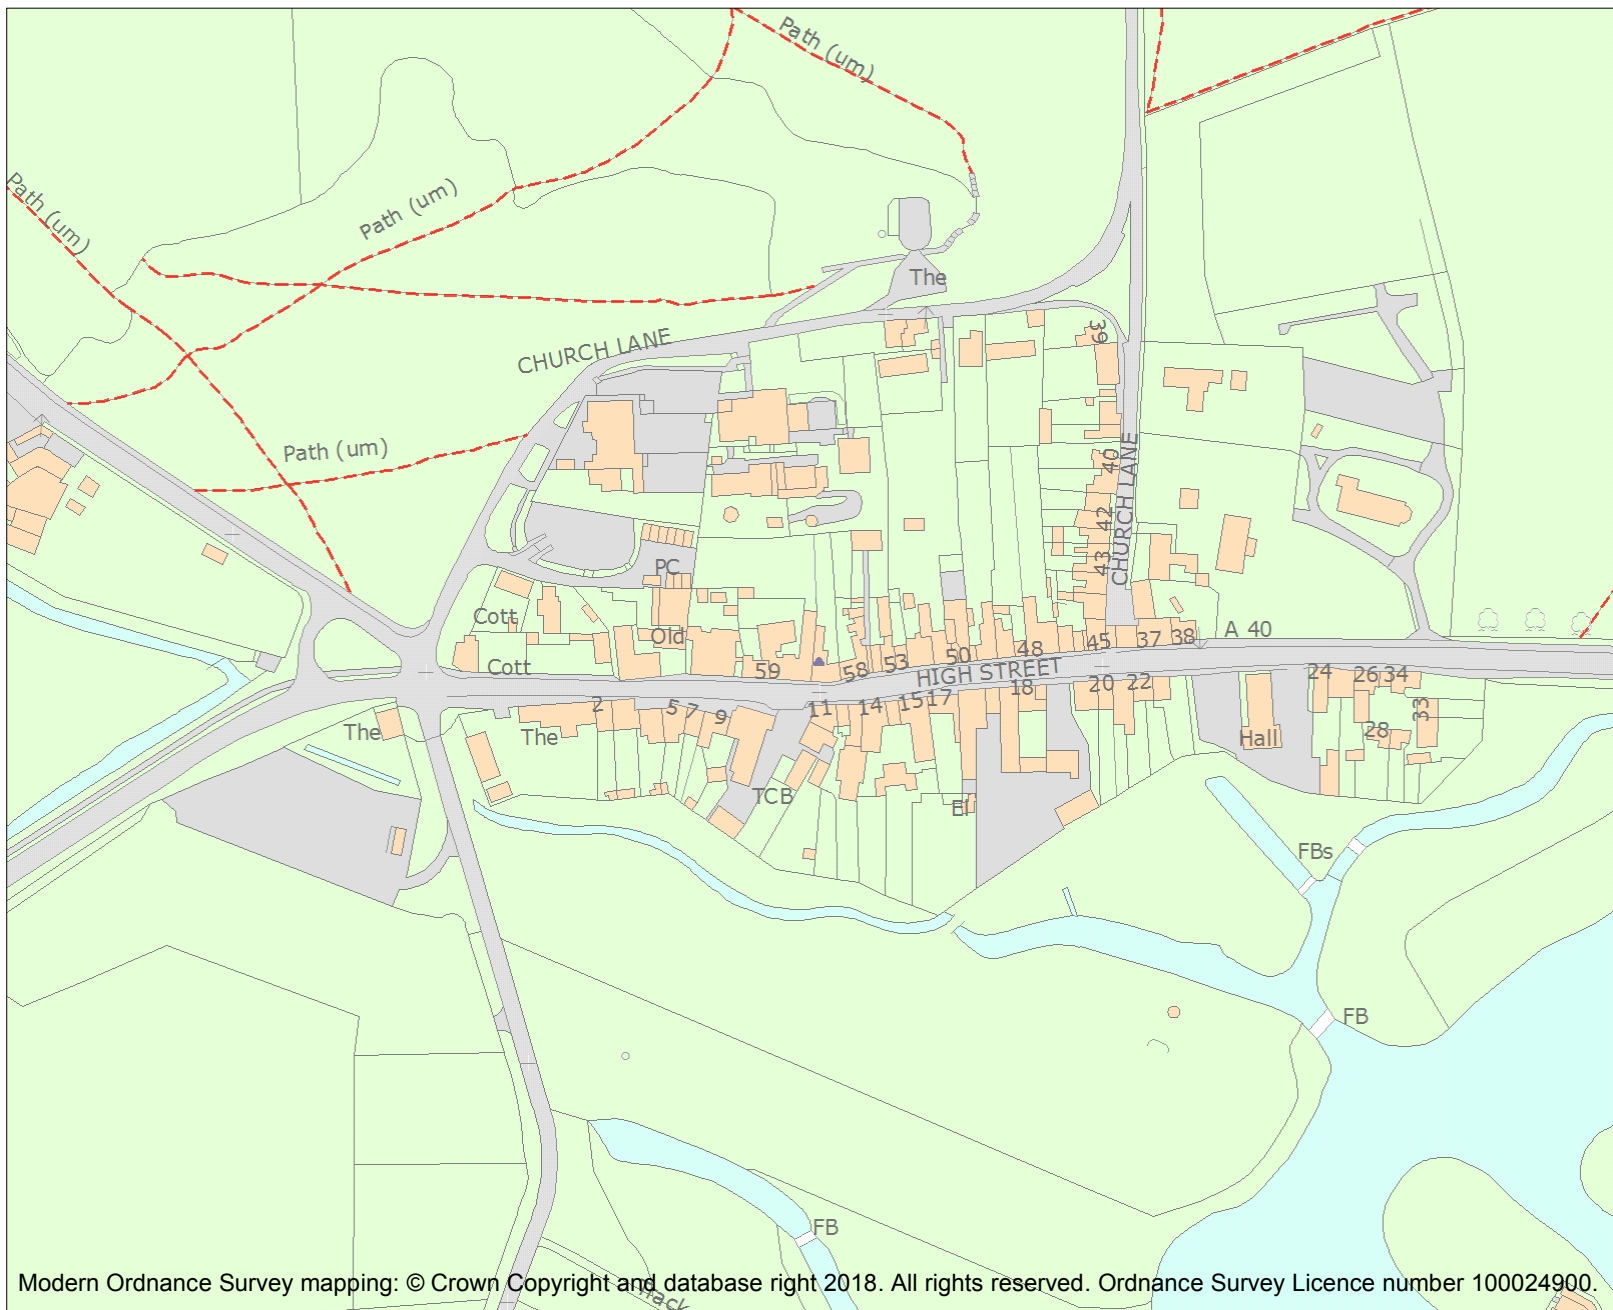 Path (um)
Path (um)
Path (um)
The
CHURCH LANE
39
Path (um)
40
CHURCH LANE
42
43
PC
Cott
Old
Cott
59
58
53
50
48
45
37
38
A 40
HIGH STREET
24
26
34
2
5
7
9
11
14
15
17
18
20
22
33
The
The
28
Hall
TCB
El
FBs
FB
FB
Hack
Modern Ordnance Survey mapping: © Crown Copyright and database right 2018. All rights reserved. Ordnance Survey Licence number 100024900.